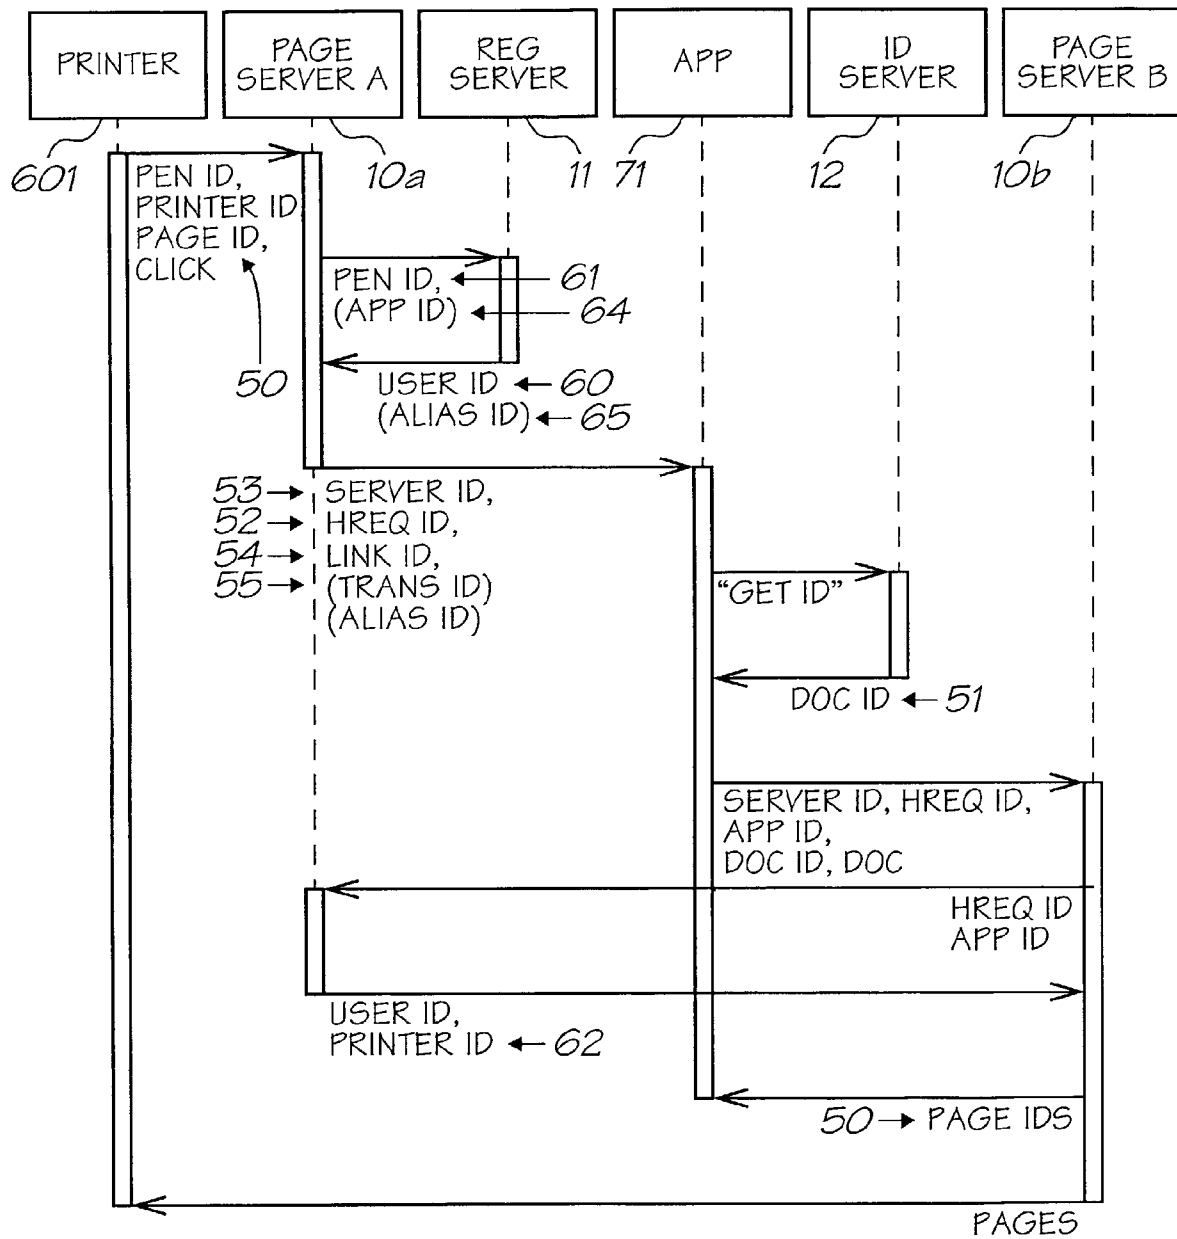 PRINTER
PAGE
SERVER A
REG
SERVER
APP
ID
SERVER
PAGE
SERVER B
601
10a
11
71
12
10b
PEN ID,
PRINTER ID
PAGE ID,
CLICK
50
PEN ID, 61
(APP ID) 64
USER ID 60
(ALIAS ID) 65
53 SERVER ID,
52 HREQ ID,
54 LINK ID,
55 (TRANS ID)
(ALIAS ID)
“GET ID”
DOC ID 51
SERVER ID, HREQ ID,
APP ID,
DOC ID, DOC
HREQ ID
APP ID
USER ID,
PRINTER ID 62
50 PAGE IDS
PAGES